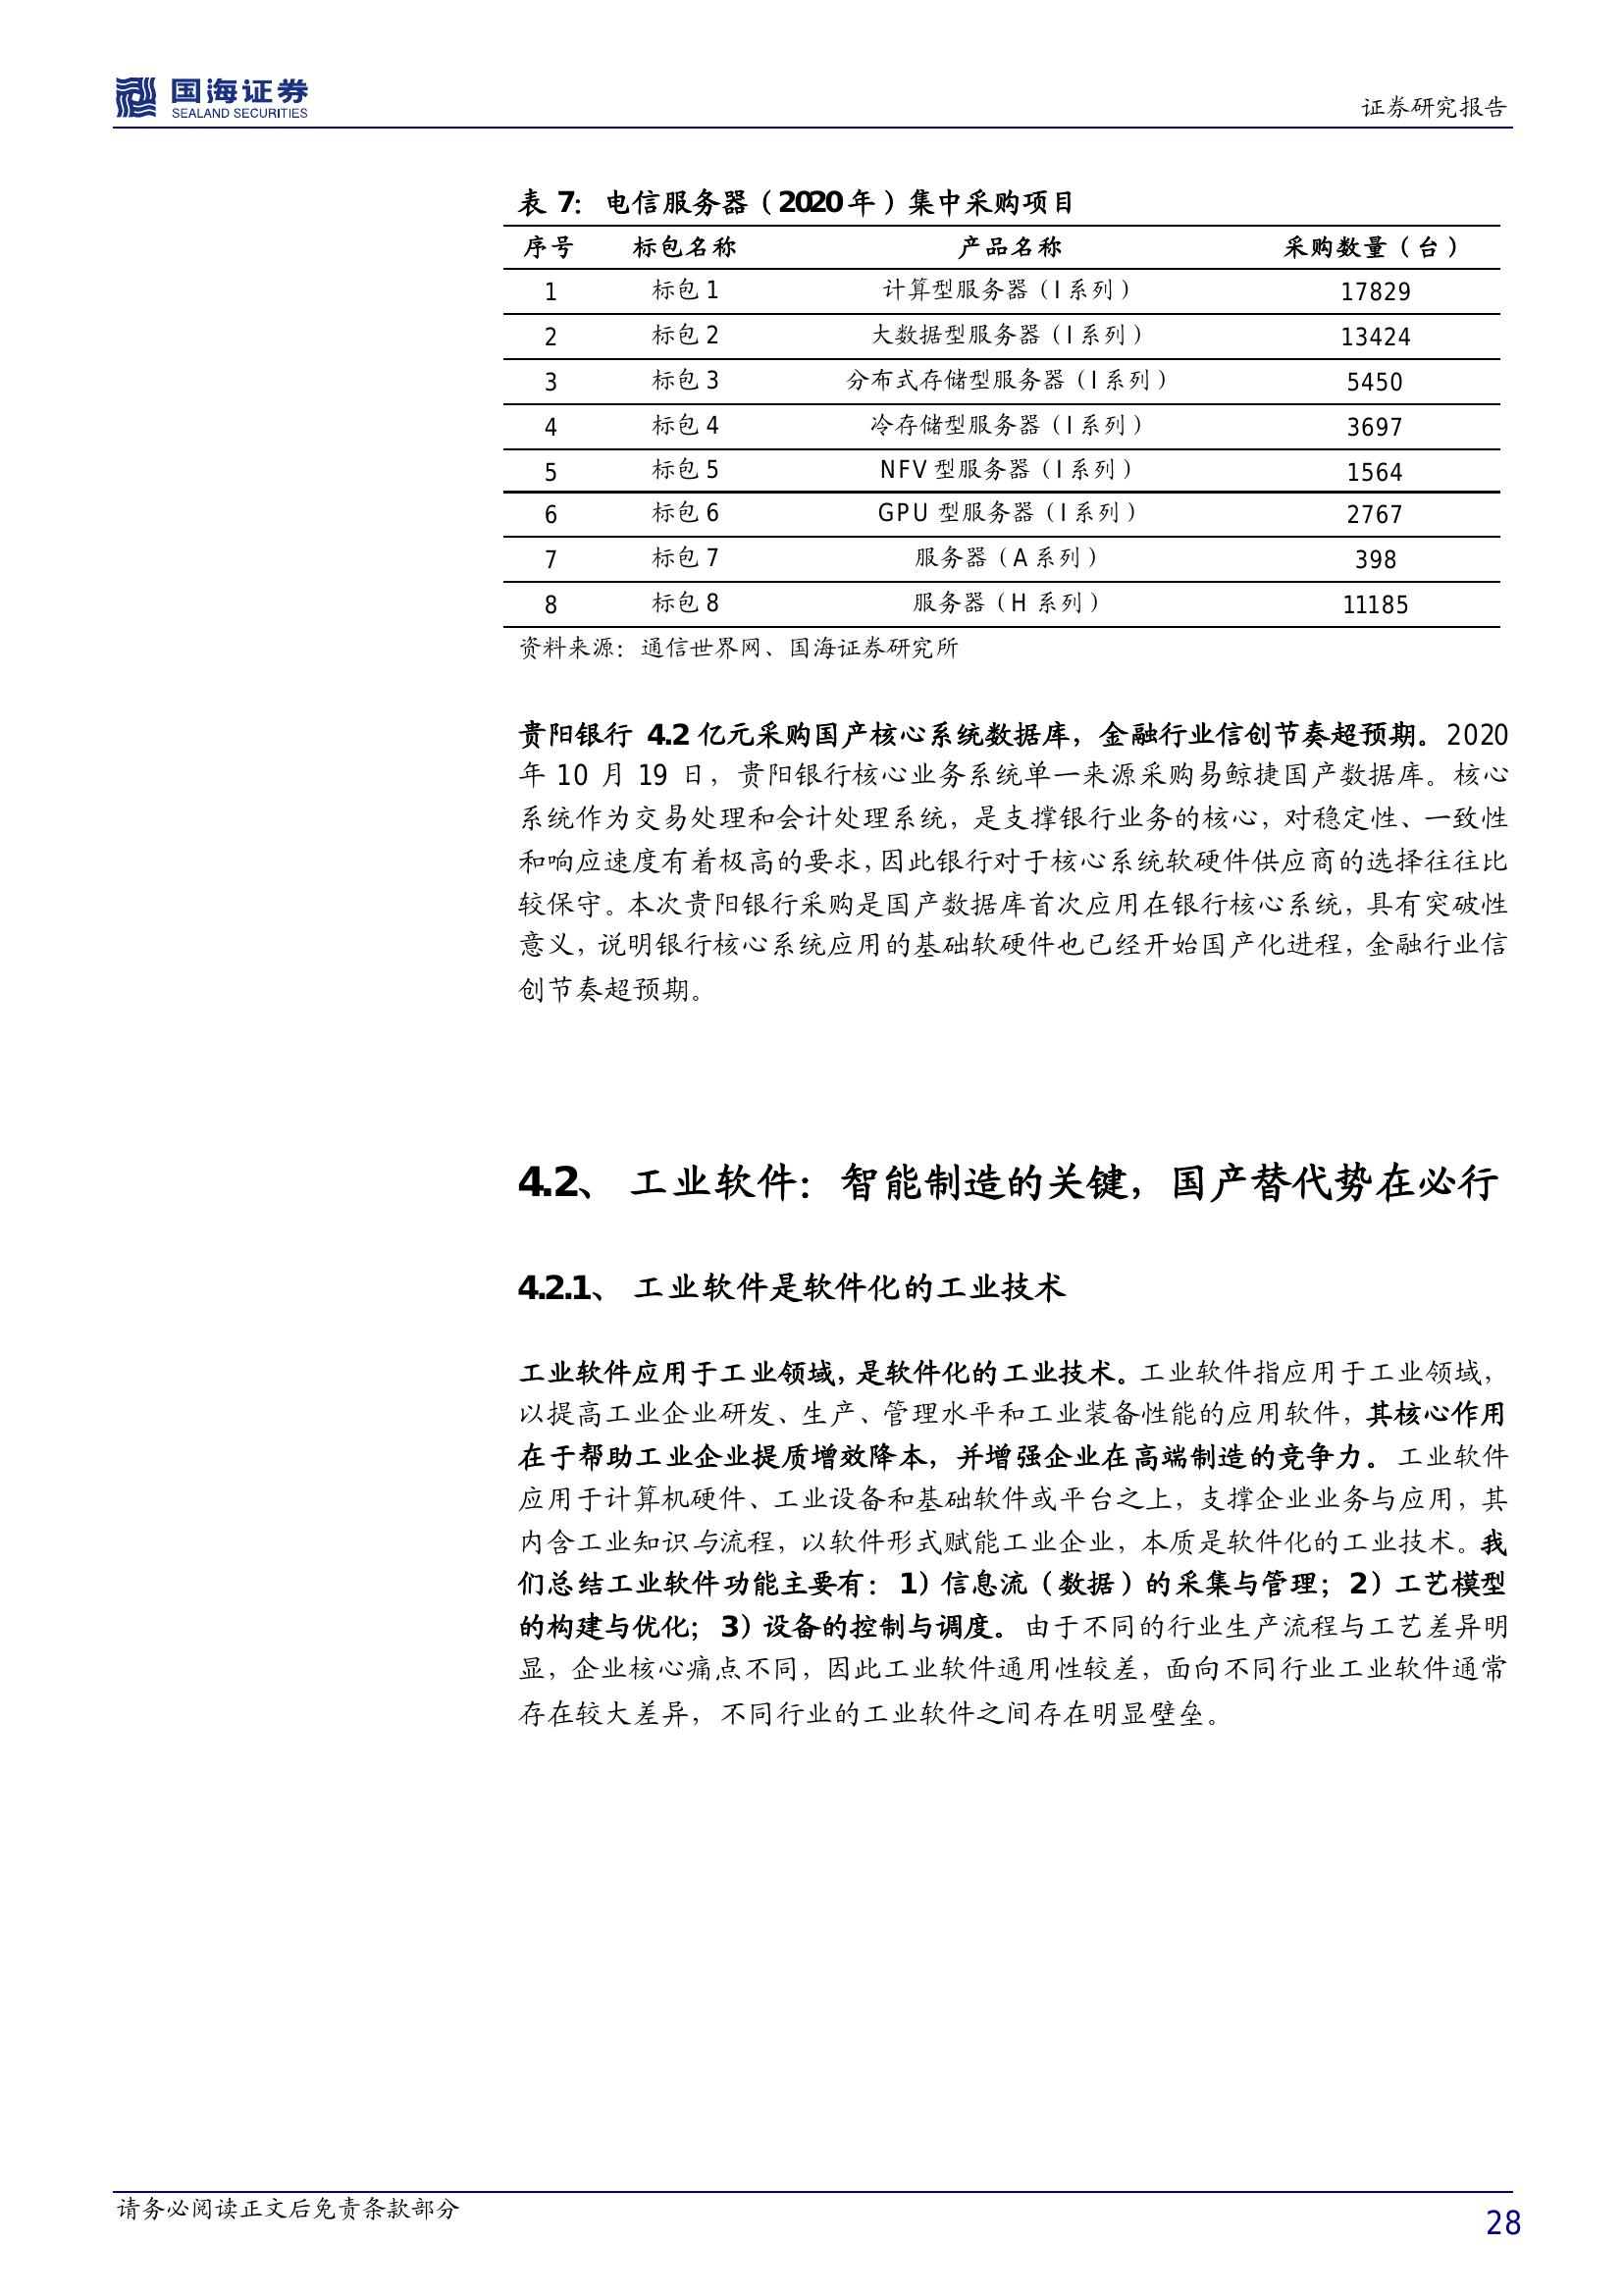 国海证券
SEALAND SECURITIES
证券研究报告
表 7：电信服务器（2020 年）集中采购项目
序号 标包名称 产品名称 采购数量（台）
1 标包 1 计算型服务器（I 系列） 17829
2 标包 2 大数据型服务器（I 系列） 13424
3 标包 3 分布式存储型服务器（I 系列） 5450
4 标包 4 冷存储型服务器（I 系列） 3697
5 标包 5 NFV 型服务器（I 系列） 1564
6 标包 6 GPU 型服务器（I 系列） 2767
7 标包 7 服务器（A 系列） 398
8 标包 8 服务器（H 系列） 11185
资料来源：通信世界网、国海证券研究所
贵阳银行 4.2 亿元采购国产核心系统数据库，金融行业信创节奏超预期。2020
年 10 月 19 日，贵阳银行核心业务系统单一来源采购易鲸捷国产数据库。核心
系统作为交易处理和会计处理系统，是支撑银行业务的核心，对稳定性、一致性
和响应速度有着极高的要求，因此银行对于核心系统软硬件供应商的选择往往比
较保守。本次贵阳银行采购是国产数据库首次应用在银行核心系统，具有突破性
意义，说明银行核心系统应用的基础软硬件也已经开始国产化进程，金融行业信
创节奏超预期。
4.2、 工业软件：智能制造的关键，国产替代势在必行
4.2.1、 工业软件是软件化的工业技术
工业软件应用于工业领域，是软件化的工业技术。工业软件指应用于工业领域，
以提高工业企业研发、生产、管理水平和工业装备性能的应用软件，其核心作用
在于帮助工业企业提质增效降本，并增强企业在高端制造的竞争力。工业软件
应用于计算机硬件、工业设备和基础软件或平台之上，支撑企业业务与应用，其
内含工业知识与流程，以软件形式赋能工业企业，本质是软件化的工业技术。我
们总结工业软件功能主要有：1）信息流（数据）的采集与管理；2）工艺模型
的构建与优化；3）设备的控制与调度。由于不同的行业生产流程与工艺差异明
显，企业核心痛点不同，因此工业软件通用性较差，面向不同行业工业软件通常
存在较大差异，不同行业的工业软件之间存在明显壁垒。
请务必阅读正文后免责条款部分
28